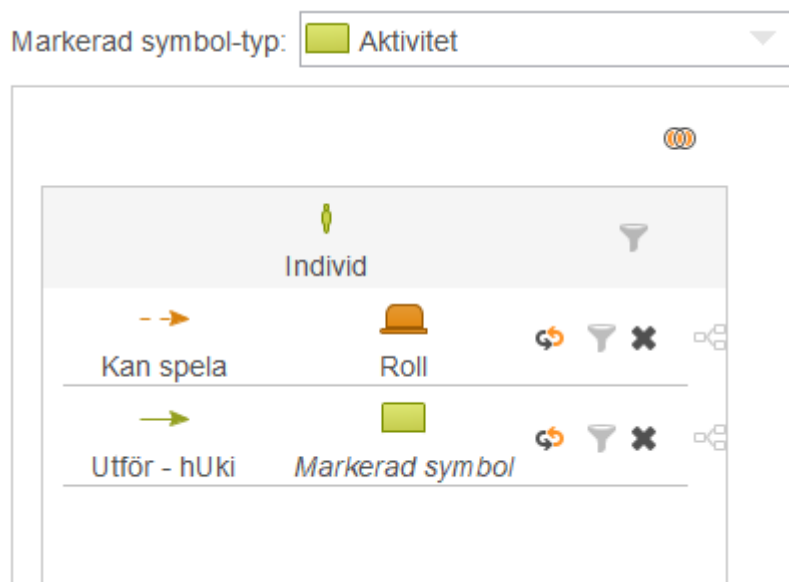 Markerad symbol-typ: Aktivitet
Individ
Kan spela Roll
Utför - hUki Markerad symbol